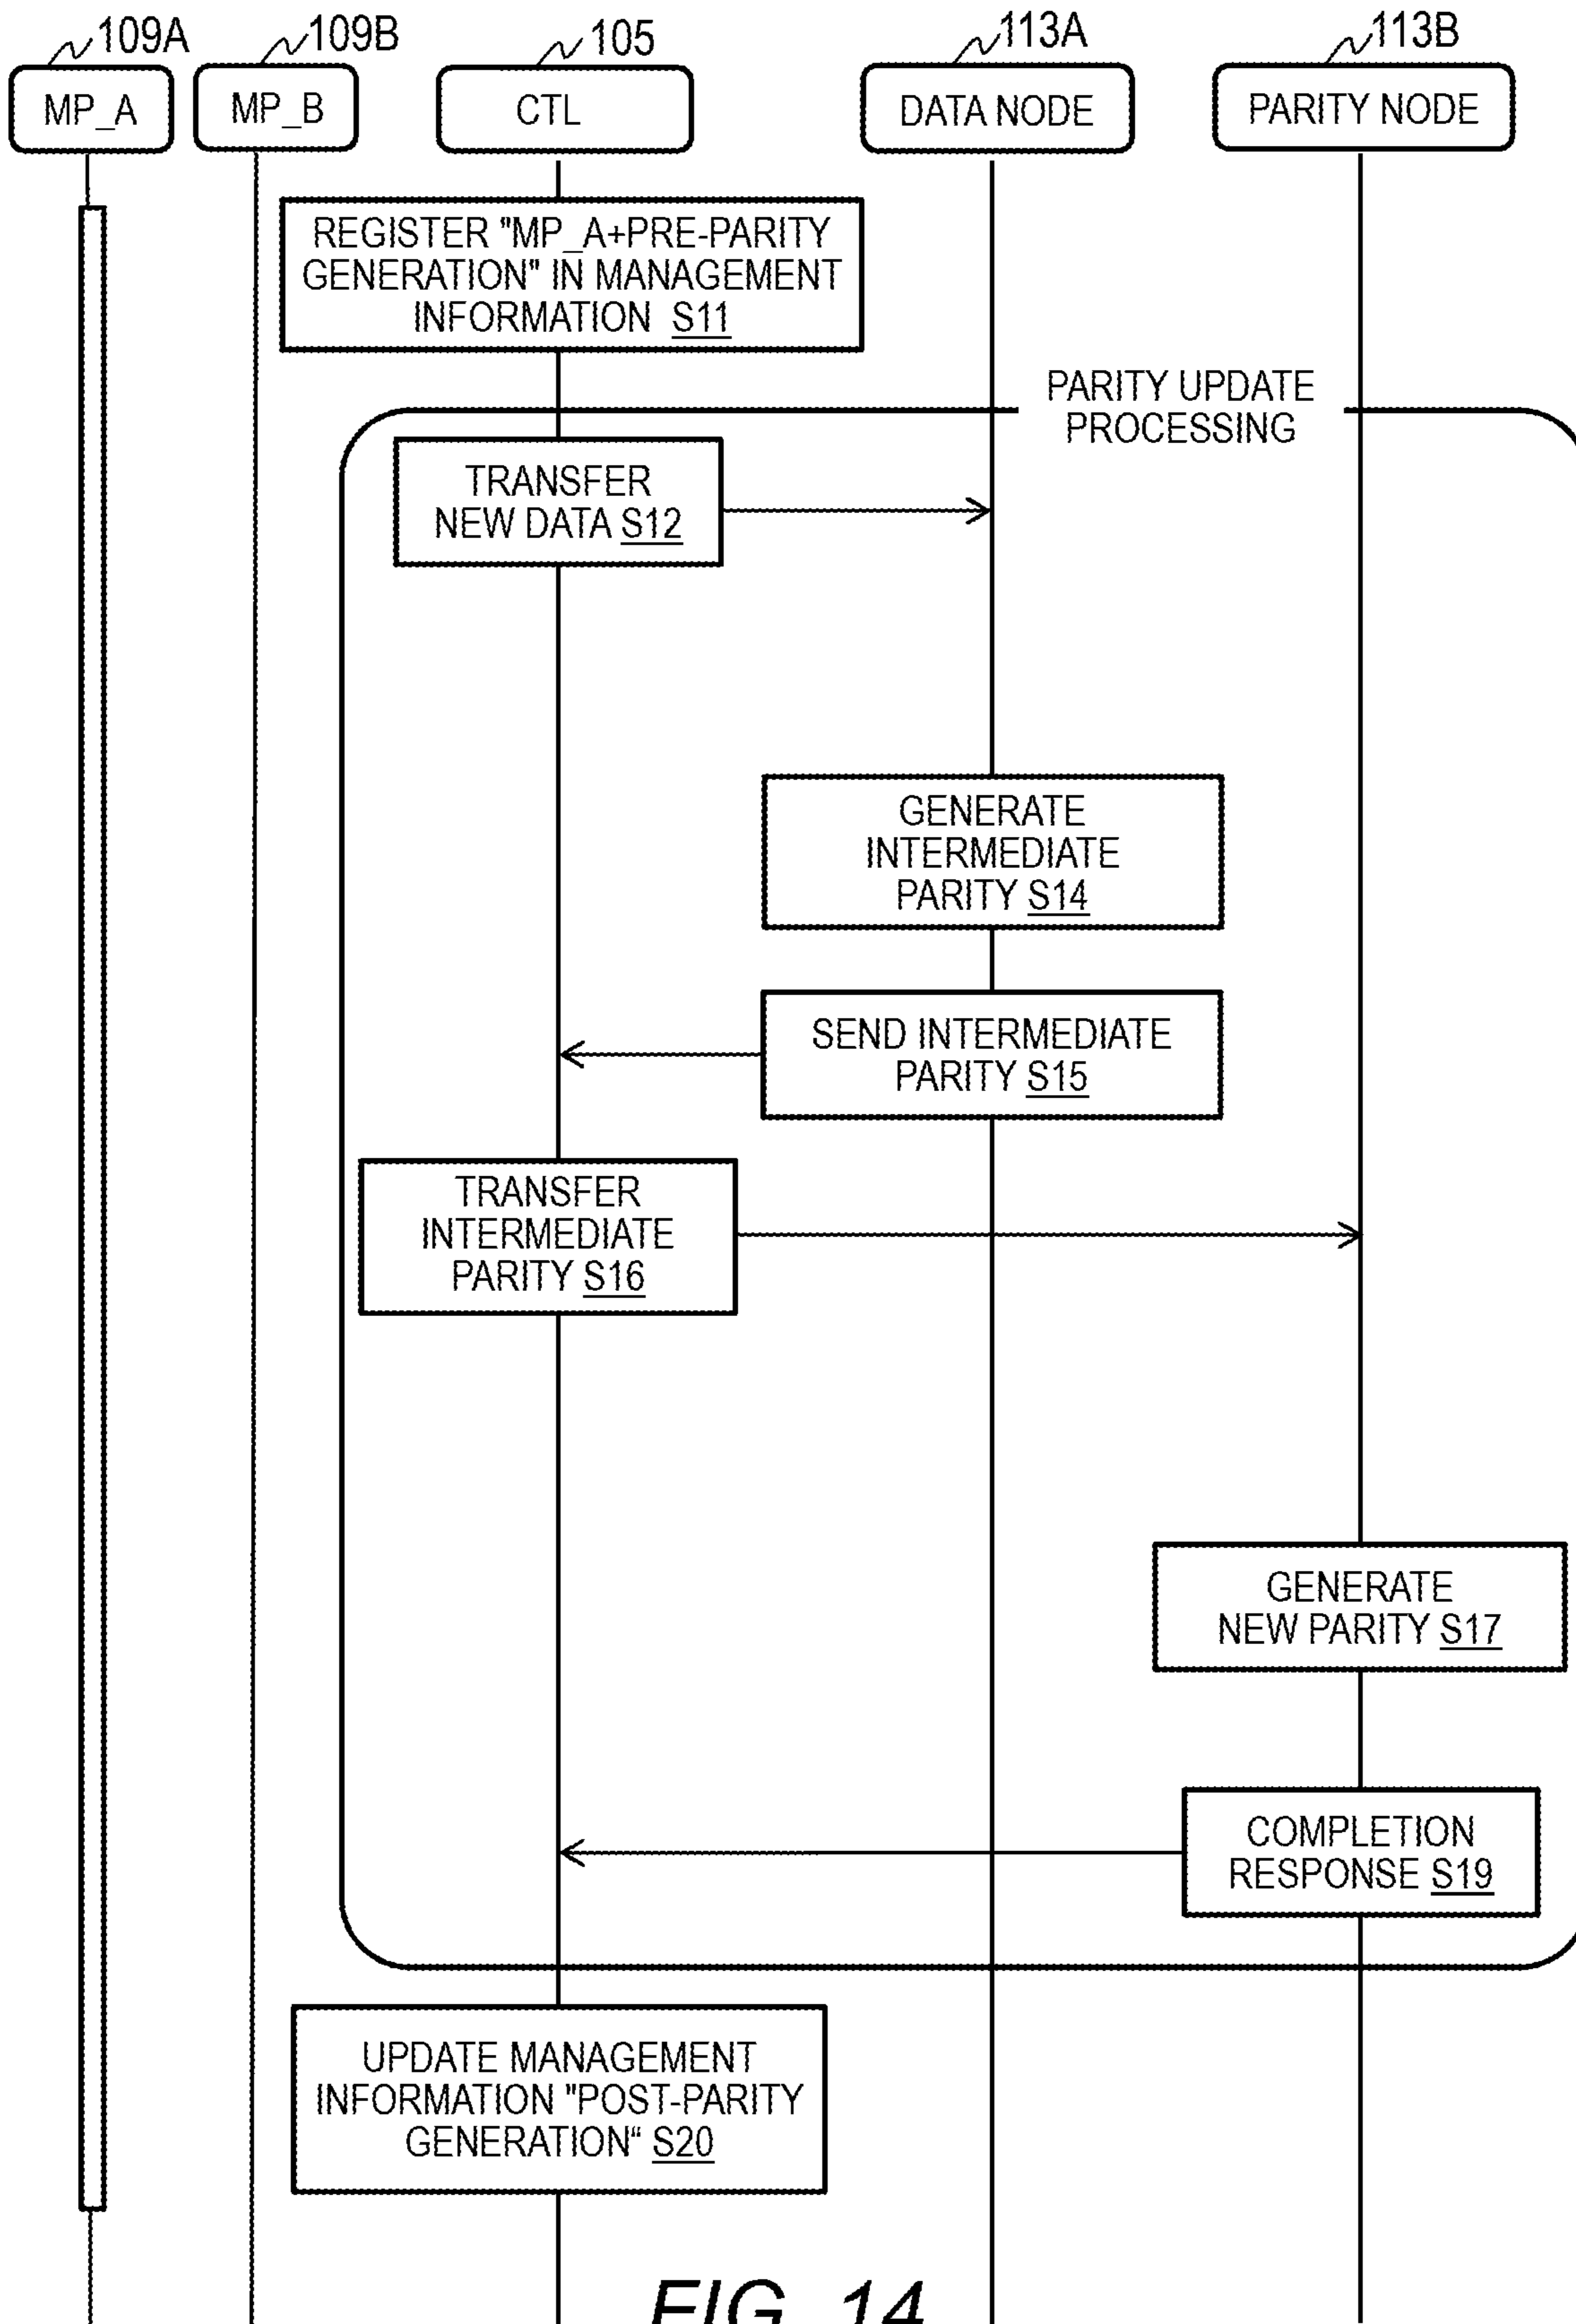 109A
109B
105
113A
113B
MP_A
MP_B
CTL
DATA NODE
PARITY NODE
REGISTER "MP_A+PRE-PARITY
GENERATION" IN MANAGEMENT
INFORMATION S11
PARITY UPDATE
PROCESSING
TRANSFER
NEW DATA S12
GENERATE
INTERMEDIATE
PARITY S14
SEND INTERMEDIATE
PARITY S15
TRANSFER
INTERMEDIATE
PARITY S16
GENERATE
NEW PARITY S17
COMPLETION
RESPONSE S19
UPDATE MANAGEMENT
INFORMATION "POST-PARITY
GENERATION“ S20
FIG. 14